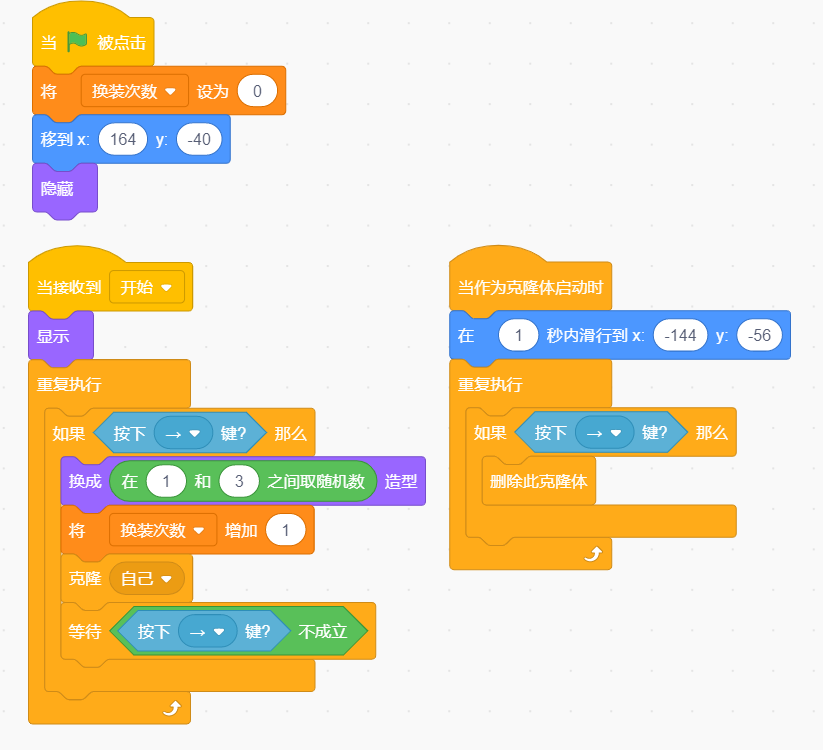 当 被点击
将 换装次数 设为 0
移到 x: 164 y: -40
隐藏
当接收到 开始
显示
重复执行
如果 按下 → 键? 那么
换成 在 1 和 3 之间取随机数 造型
将 换装次数 增加 1
克隆 自己
等待 按下 → 键? 不成立
当作为克隆体启动时
在 1 秒内滑行到 x: -144 y: -56
重复执行
如果 按下 → 键? 那么
删除此克隆体